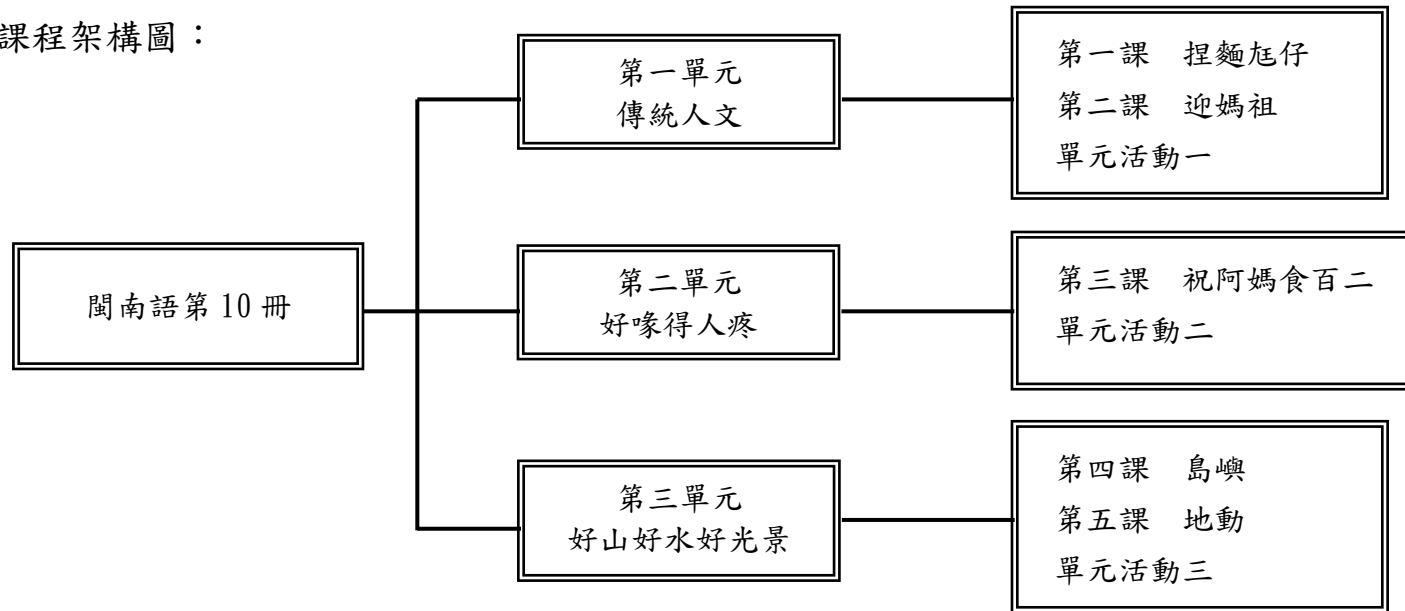 課程架構圖：
閩南語第 10 冊
第一單元
傳統人文
第一課　捏麵尪仔
第二課　迎媽祖
單元活動一
第二單元
好喙得人疼
第三課　祝阿媽食百二
單元活動二
第三單元
好山好水好光景
第四課　島嶼
第五課　地動
單元活動三